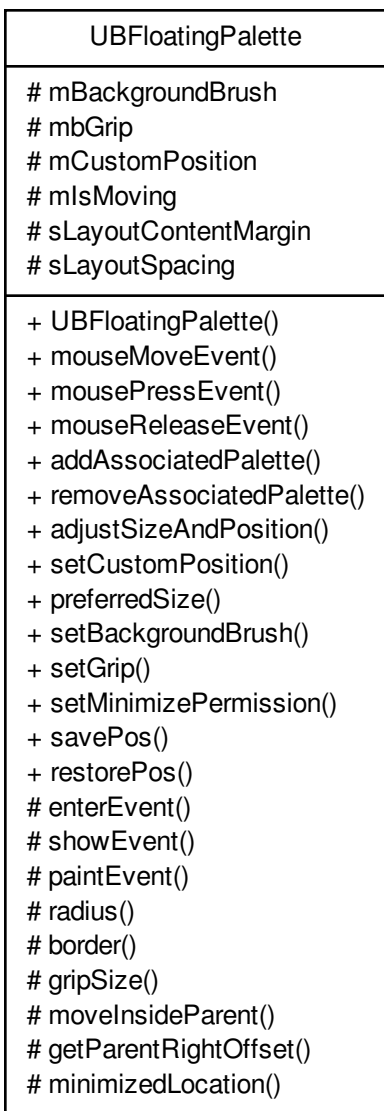 UBFloatingPalette
# mBackgroundBrush
# mbGrip
# mCustomPosition
# mIsMoving
# sLayoutContentMargin
# sLayoutSpacing
+ UBFloatingPalette()
+ mouseMoveEvent()
+ mousePressEvent()
+ mouseReleaseEvent()
+ addAssociatedPalette()
+ removeAssociatedPalette()
+ adjustSizeAndPosition()
+ setCustomPosition()
+ preferredSize()
+ setBackgroundBrush()
+ setGrip()
+ setMinimizePermission()
+ savePos()
+ restorePos()
# enterEvent()
# showEvent()
# paintEvent()
# radius()
# border()
# gripSize()
# moveInsideParent()
# getParentRightOffset()
# minimizedLocation()